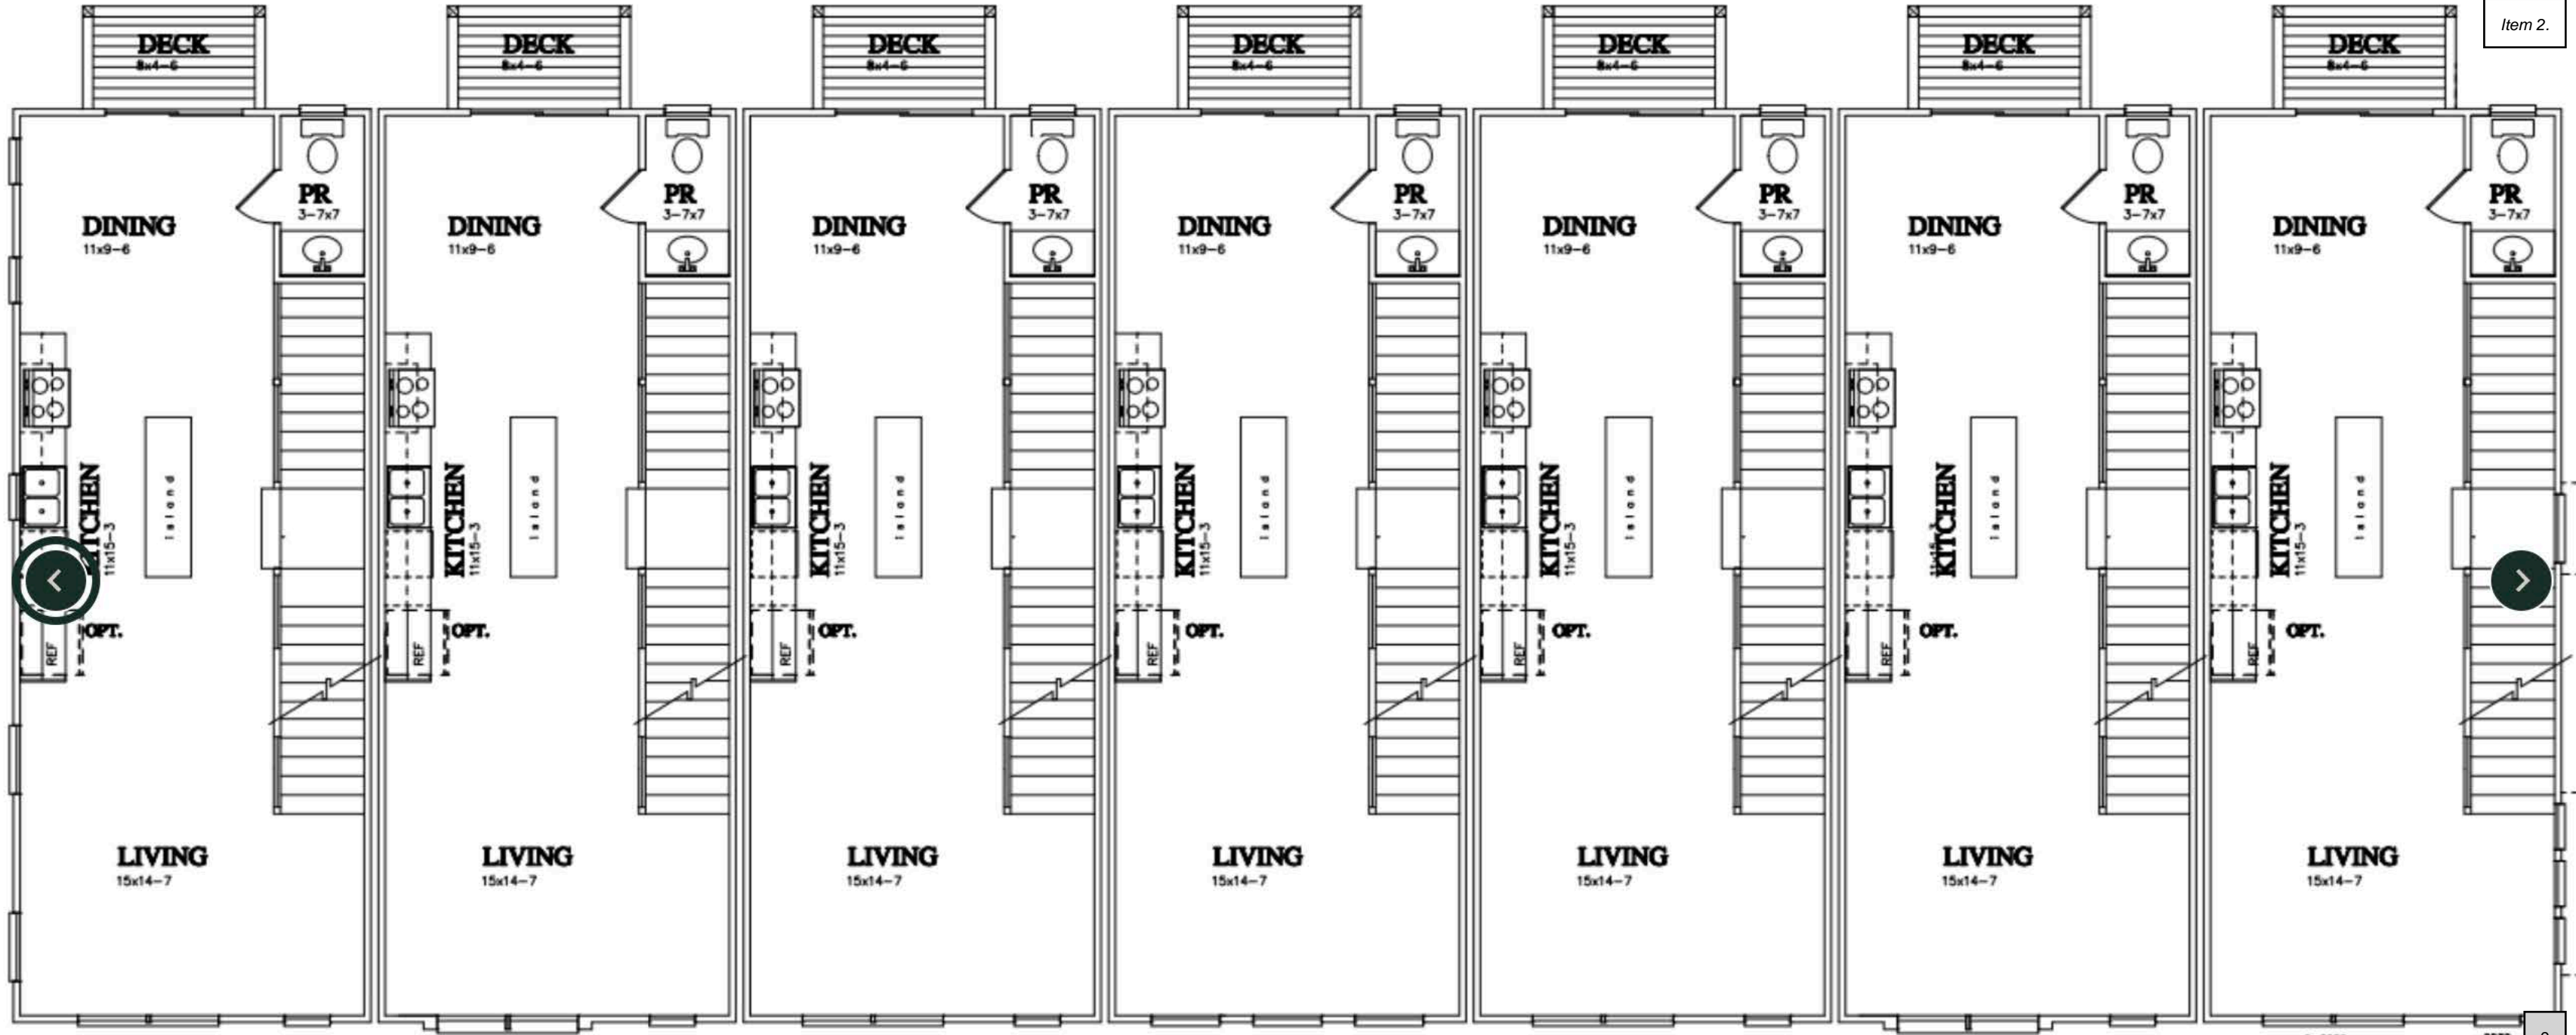 Item 2.
DECK DECK DECK DECK DECK DECK DECK
8x4-6 8x4-6 8x4-6 8x4-6 8x4-6 8x4-6 8x4-6
PR PR PR PR PR PR PR
3-7x7 3-7x7 3-7x7 3-7x7 3-7x7 3-7x7 3-7x7
DINING DINING DINING DINING DINING DINING DINING
11x9-6 11x9-6 11x9-6 11x9-6 11x9-6 11x9-6 11x9-6
KITCHEN Island KITCHEN Island KITCHEN Island KITCHEN Island KITCHEN Island KITCHEN Island KITCHEN Island
11x15-3 11x15-3 11x15-3 11x15-3 11x15-3 11x15-3 11x15-3
REF OPT. REF OPT. REF OPT. REF OPT. REF OPT. REF OPT. REF OPT.
LIVING LIVING LIVING LIVING LIVING LIVING LIVING
15x14-7 15x14-7 15x14-7 15x14-7 15x14-7 15x14-7 15x14-7